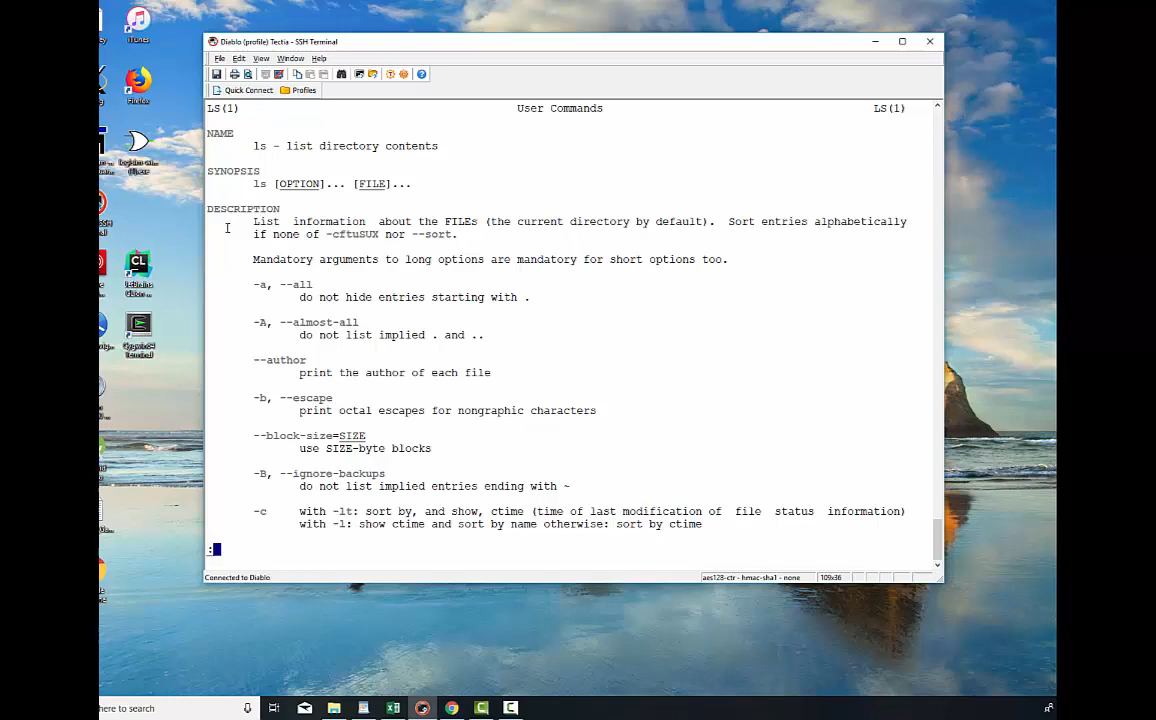 iTunes
Firefox
Diablo (profile) Tectia - SSH Terminal
File Edit View Window Help
Quick Connect Profiles
LS(1) User Commands LS(1)
NAME
ls - list directory contents
SYNOPSIS
ls [OPTION]... [FILE]...
DESCRIPTION
List information about the FILEs (the current directory by default). Sort entries alphabetically
if none of -cftuSUX nor --sort.
Mandatory arguments to long options are mandatory for short options too.
-a, --all
do not hide entries starting with .
-A, --almost-all
do not list implied . and ..
--author
print the author of each file
-b, --escape
print octal escapes for nongraphic characters
--block-size=SIZE
use SIZE-byte blocks
-B, --ignore-backups
do not list implied entries ending with ~
-c with -lt: sort by, and show, ctime (time of last modification of file status information)
with -l: show ctime and sort by name otherwise: sort by ctime
:
Connected to Diablo aes128-ctr - hmac-sha1 - none 109x36
JetBrains
CLion ...
Cygwin64
Terminal
here to search